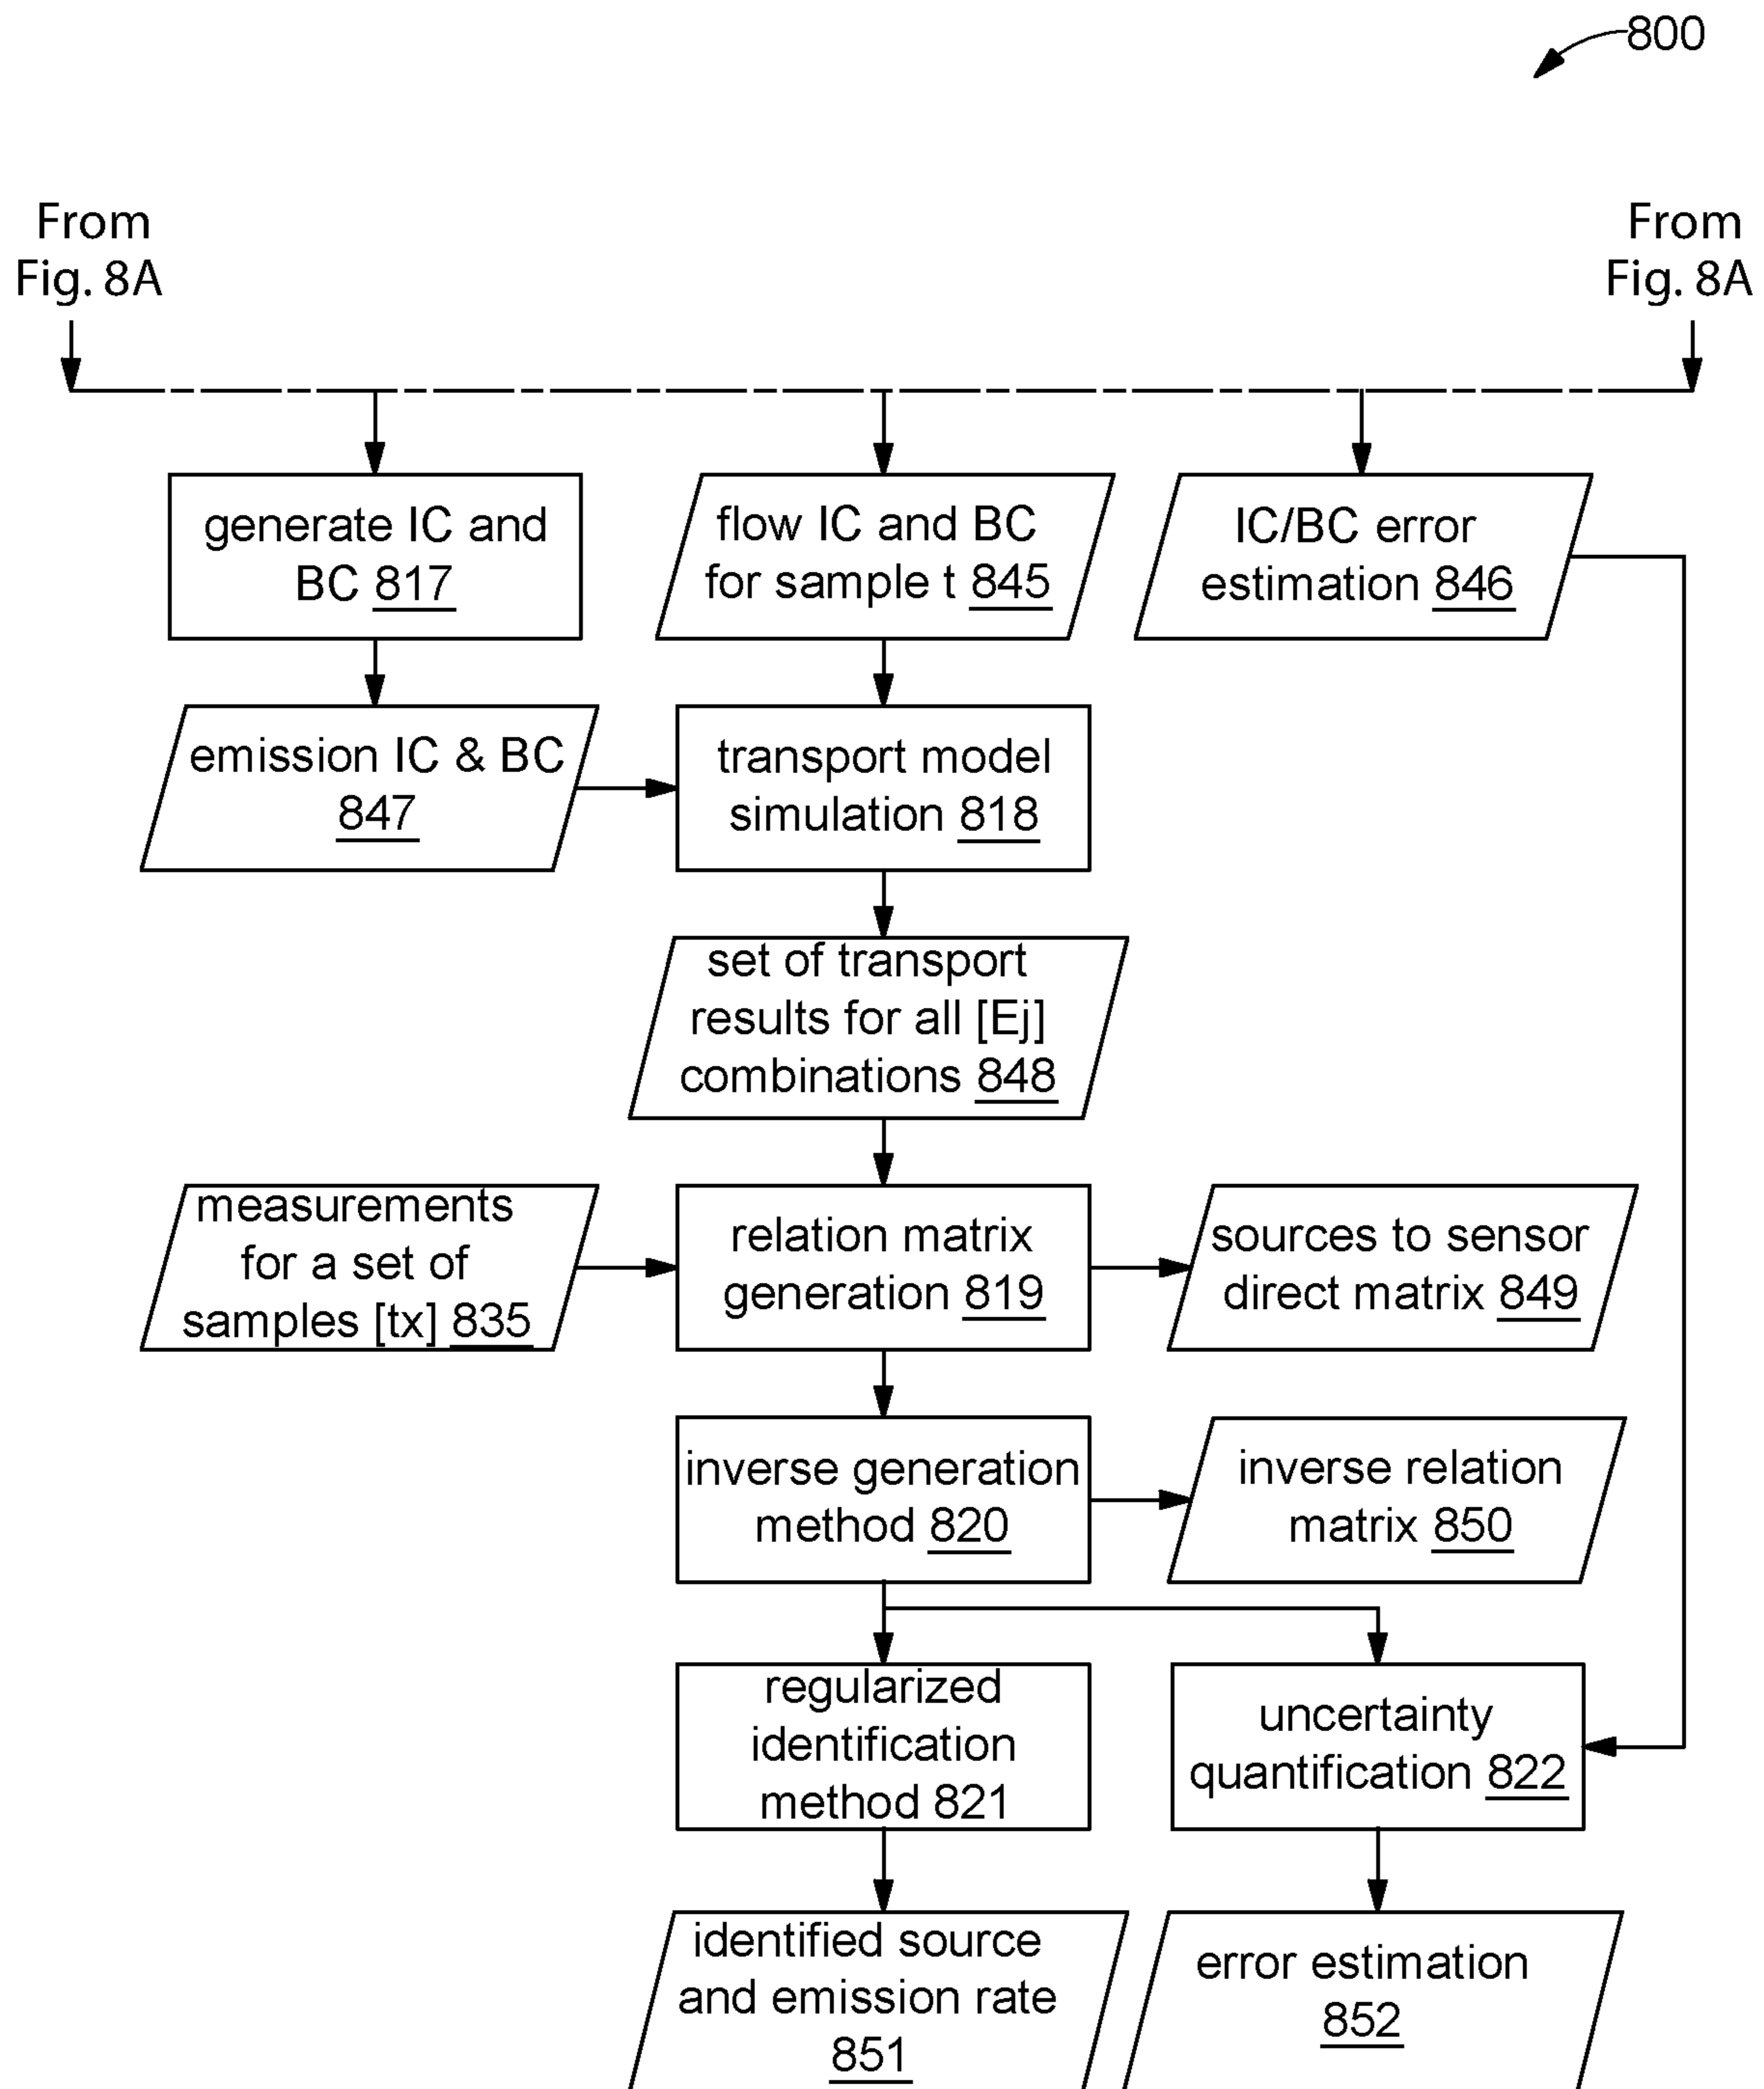 800
From
Fig. 8A
From
Fig. 8A
generate IC and
BC 817
flow IC and BC
for sample t 845
IC/BC error
estimation 846
emission IC & BC
847
transport model
simulation 818
set of transport
results for all [Ej]
combinations 848
measurements
for a set of
samples [tx] 835
relation matrix
generation 819
sources to sensor
direct matrix 849
inverse generation
method 820
inverse relation
matrix 850
regularized
identification
method 821
uncertainty
quantification 822
identified source
and emission rate
851
error estimation
852